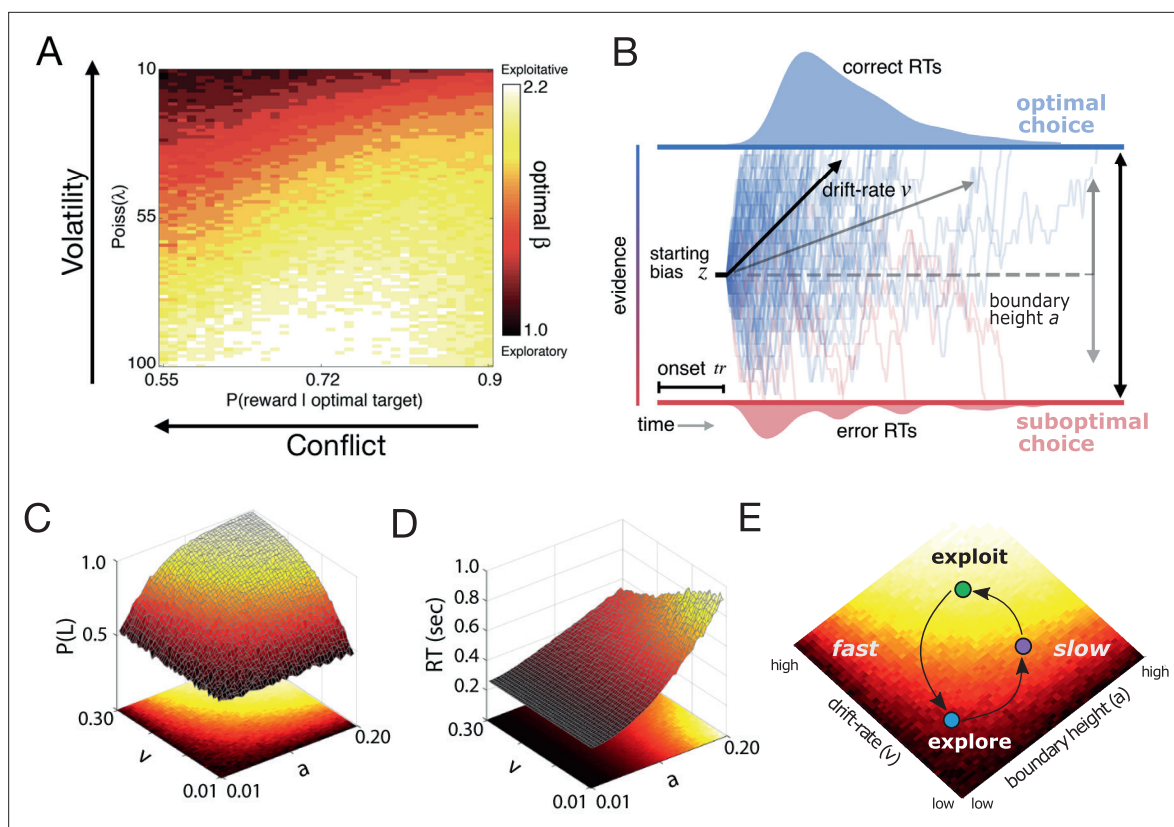 A
Volatility
Poiss(λ)
10
55
100
0.55
0.72
0.9
P(reward I optimal target)
Conflict
Exploitative
2.2
optimal β
1.0
Exploratory
B
correct RTs
optimal
choice
drift-rate v
evidence
starting
bias z
boundary
height a
onset tr
time
error RTs
suboptimal
choice
C
P(L)
1.0
0.5
0.30
v
0.01
0.01
a
0.20
D
RT (sec)
1.0
0.8
0.6
0.4
0.2
0.30
v
0.01
0.01
a
0.20
E
exploit
fast
slow
explore
high
drift-rate (v)
low
low
boundary height (a)
high